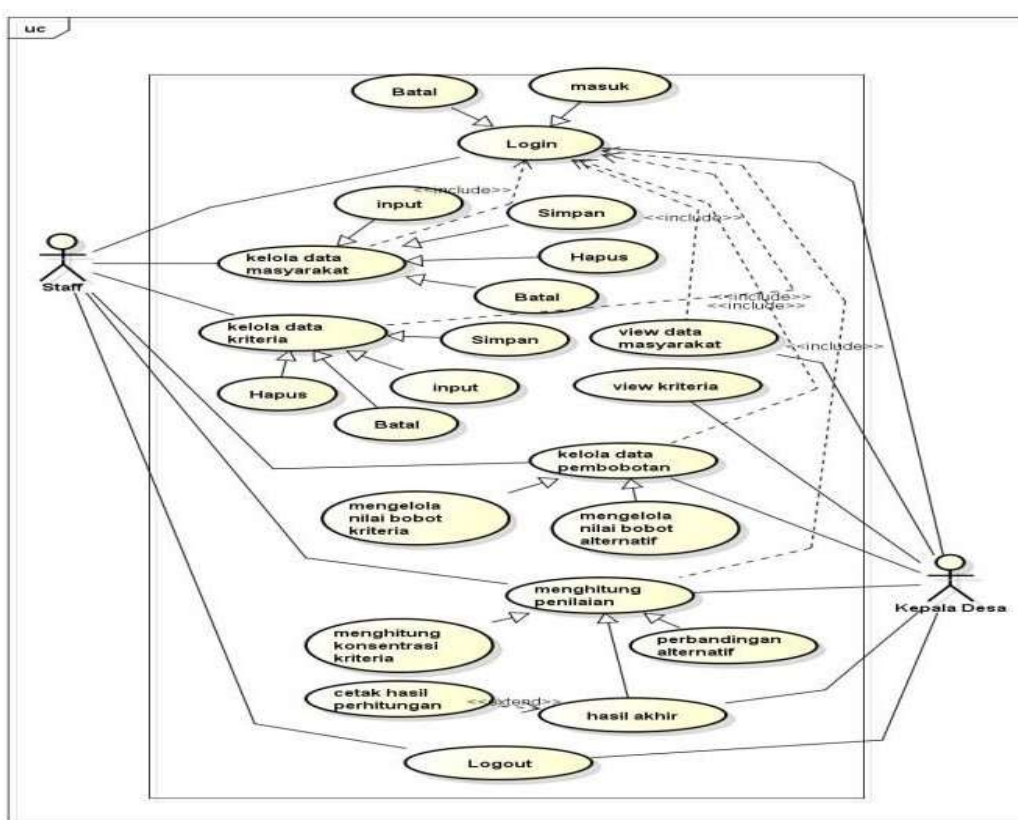 uc
Batal
masuk
Login
<<include>>
input
Simpan
<<include>>
kelola data
masyarakat
Hapus
Staff
Batal
<<include>>
<<include>>
kelola data
kriteria
Simpan
view data
masyarakat
<<include>>
Hapus
input
view kriteria
Batal
kelola data
pembobotan
mengelola
nilai bobot
kriteria
mengelola
nilai bobot
alternatif
menghitung
penilaian
Kepala Desa
menghitung
konsentrasi
kriteria
perbandingan
alternatif
cetak hasil
perhitungan
<<extend>>
hasil akhir
Logout